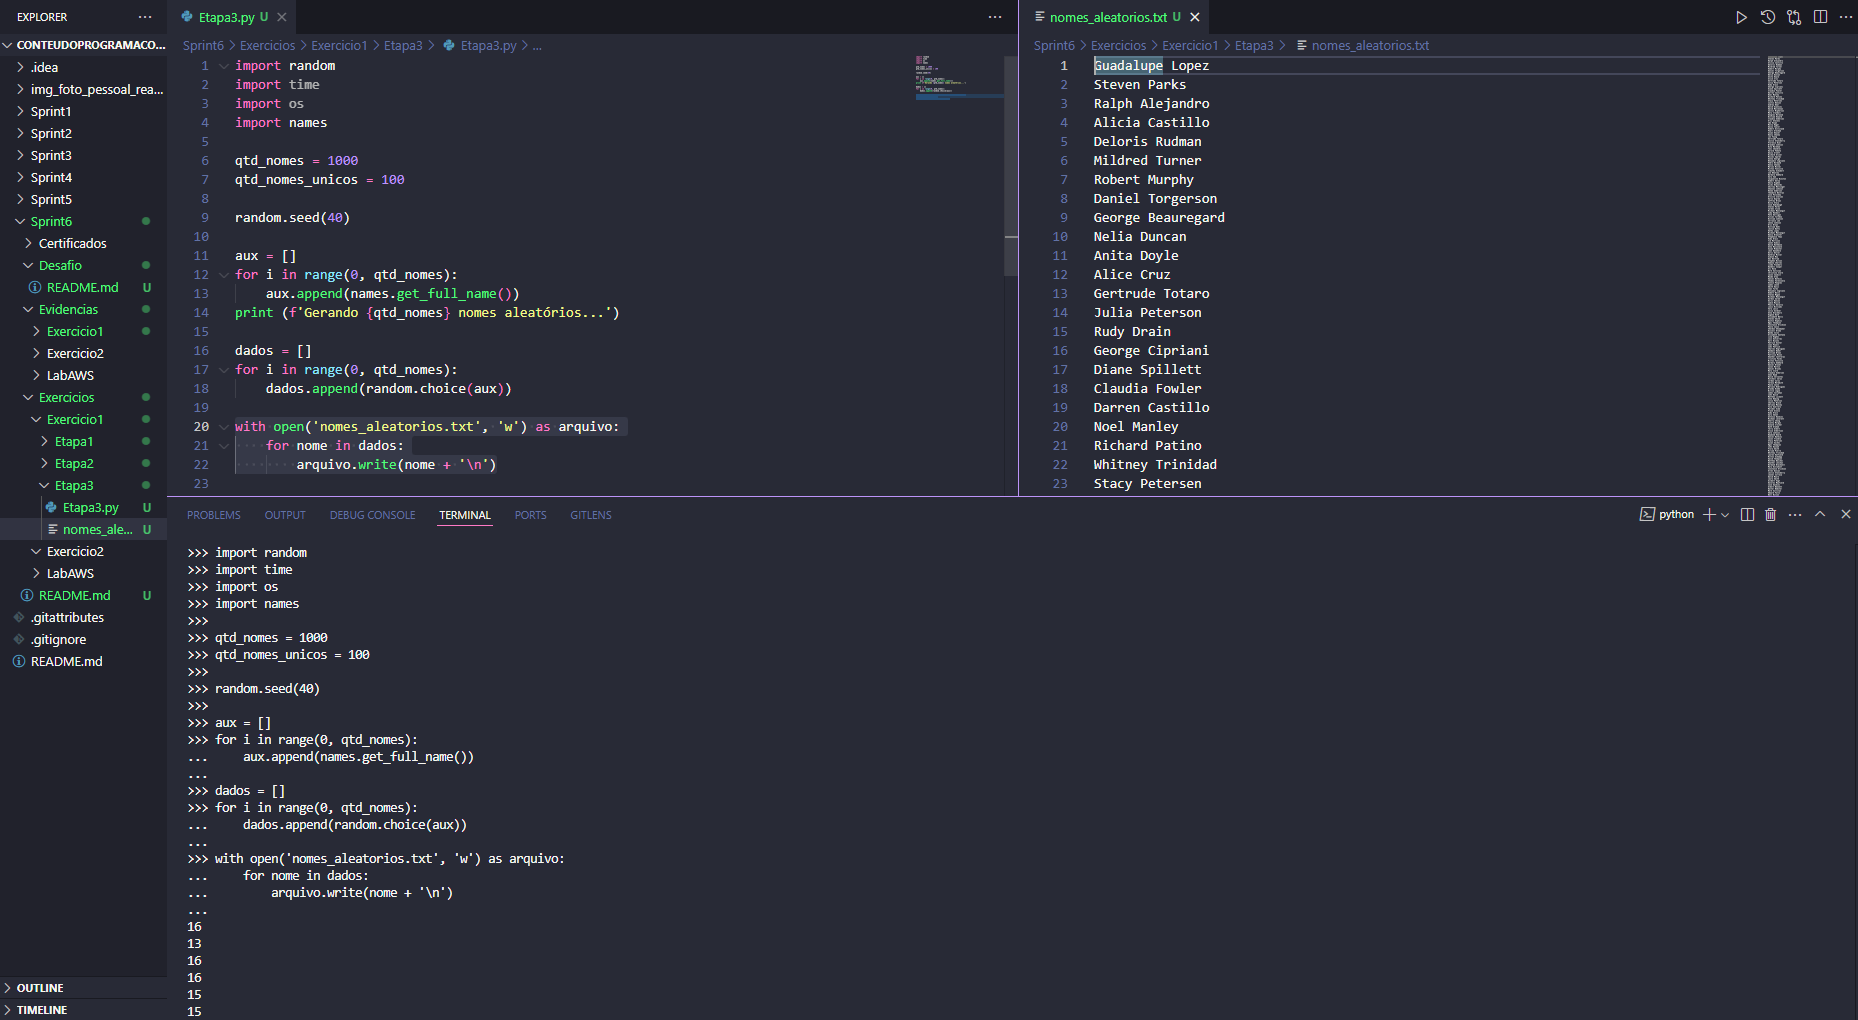 EXPLORER
CONTEUDOPROGRAMACO...
.idea
img_foto_pessoal_rea...
Sprint1
Sprint2
Sprint3
Sprint4
Sprint5
Sprint6
Certificados
Desafio
README.md U
Evidencias
Exercicio1
Exercicio2
LabAWS
Exercicios
Exercicio1
Etapa1
Etapa2
Etapa3
Etapa3.py U
nomes_ale... U
Exercicio2
LabAWS
README.md U
.gitattributes
.gitignore
README.md
OUTLINE
TIMELINE
Etapa3.py U
Sprint6 > Exercicios > Exercicio1 > Etapa3 > Etapa3.py > ...
1 import random
2 import time
3 import os
4 import names
5
6 qtd_nomes = 1000
7 qtd_nomes_unicos = 100
8
9 random.seed(40)
10
11 aux = []
12 for i in range(0, qtd_nomes):
13     aux.append(names.get_full_name())
14 print (f'Gerando {qtd_nomes} nomes aleatórios...')
15
16 dados = []
17 for i in range(0, qtd_nomes):
18     dados.append(random.choice(aux))
19
20 with open('nomes_aleatorios.txt', 'w') as arquivo:
21     for nome in dados:
22         arquivo.write(nome + '\n')
23
nomes_aleatorios.txt U
Sprint6 > Exercicios > Exercicio1 > Etapa3 > nomes_aleatorios.txt
1 Guadalupe Lopez
2 Steven Parks
3 Ralph Alejandro
4 Alicia Castillo
5 Deloris Rudman
6 Mildred Turner
7 Robert Murphy
8 Daniel Torgerson
9 George Beauregard
10 Nelia Duncan
11 Anita Doyle
12 Alice Cruz
13 Gertrude Totaro
14 Julia Peterson
15 Rudy Drain
16 George Cipriani
17 Diane Spillett
18 Claudia Fowler
19 Darren Castillo
20 Noel Manley
21 Richard Patino
22 Whitney Trinidad
23 Stacy Petersen
PROBLEMS OUTPUT DEBUG CONSOLE TERMINAL PORTS GITLENS
python
>>> import random
>>> import time
>>> import os
>>> import names
>>>
>>> qtd_nomes = 1000
>>> qtd_nomes_unicos = 100
>>>
>>> random.seed(40)
>>>
>>> aux = []
>>> for i in range(0, qtd_nomes):
...     aux.append(names.get_full_name())
...
>>> dados = []
>>> for i in range(0, qtd_nomes):
...     dados.append(random.choice(aux))
...
>>> with open('nomes_aleatorios.txt', 'w') as arquivo:
...     for nome in dados:
...         arquivo.write(nome + '\n')
...
16
13
16
16
15
15